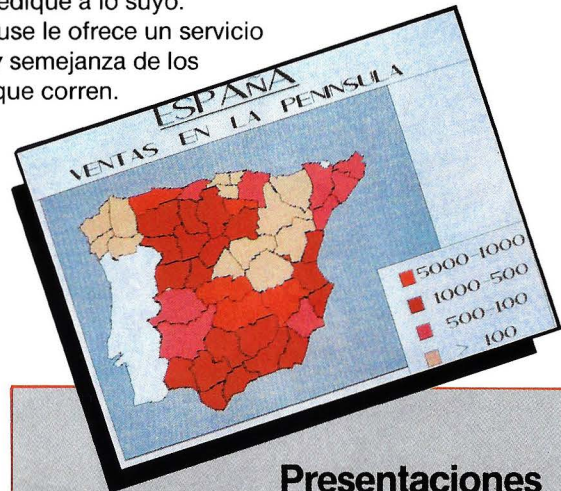 edique a lo suyo.
use le ofrece un servicio
y semejanza de los
que corren.
ESPAÑA
VENTAS EN LA PENINSULA
5000-1000
1000-500
500-100
> 100
Presentaciones